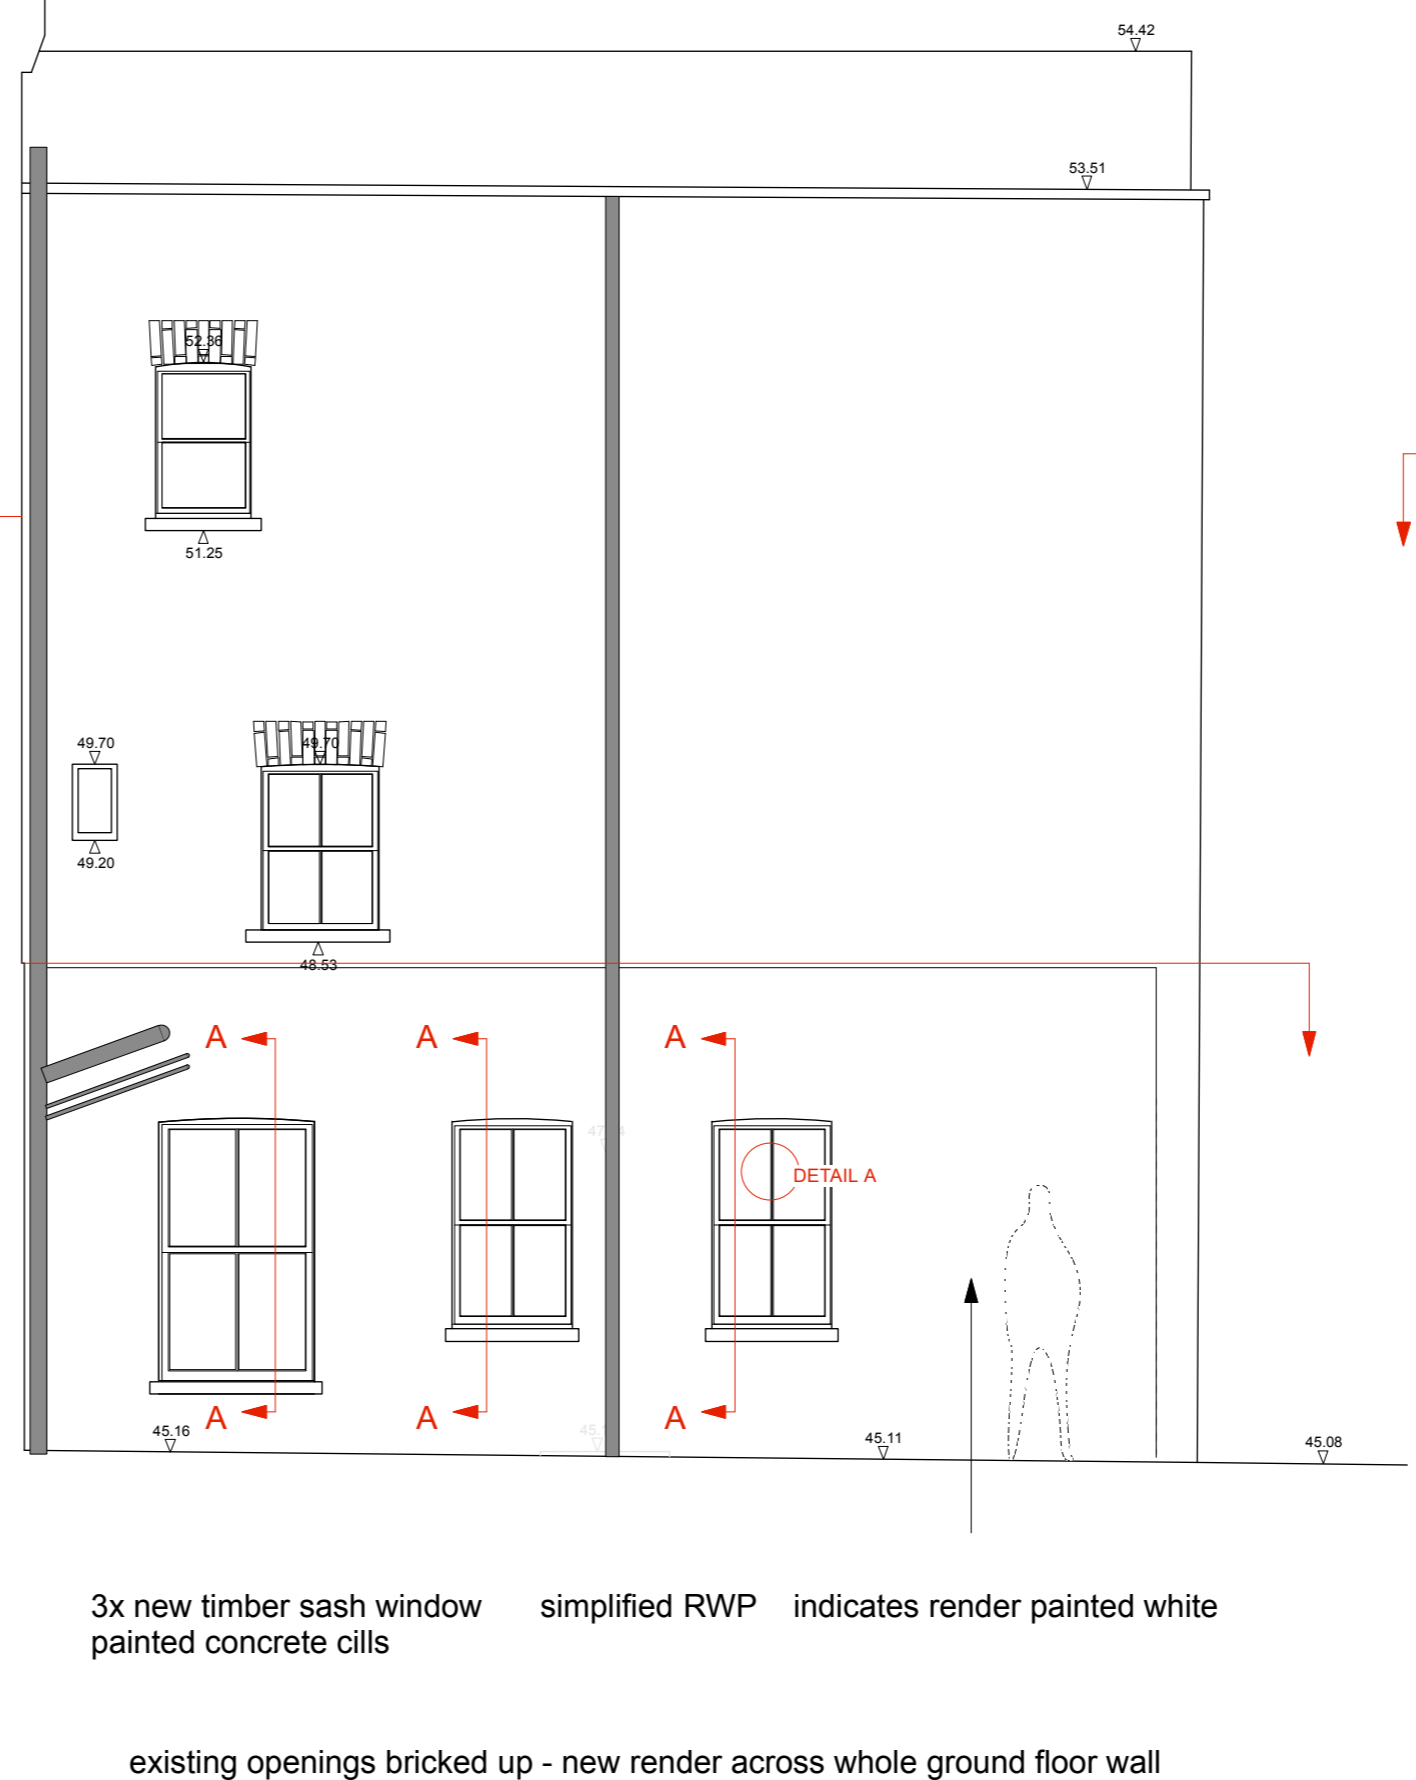 54.42
53.51
52.36
51.25
49.70
49.70
49.20
48.53
A A A
DETAIL A
A A A
45.16
45.11
45.08
3x new timber sash window simplified RWP indicates render painted white
painted concrete cills
existing openings bricked up - new render across whole ground floor wall